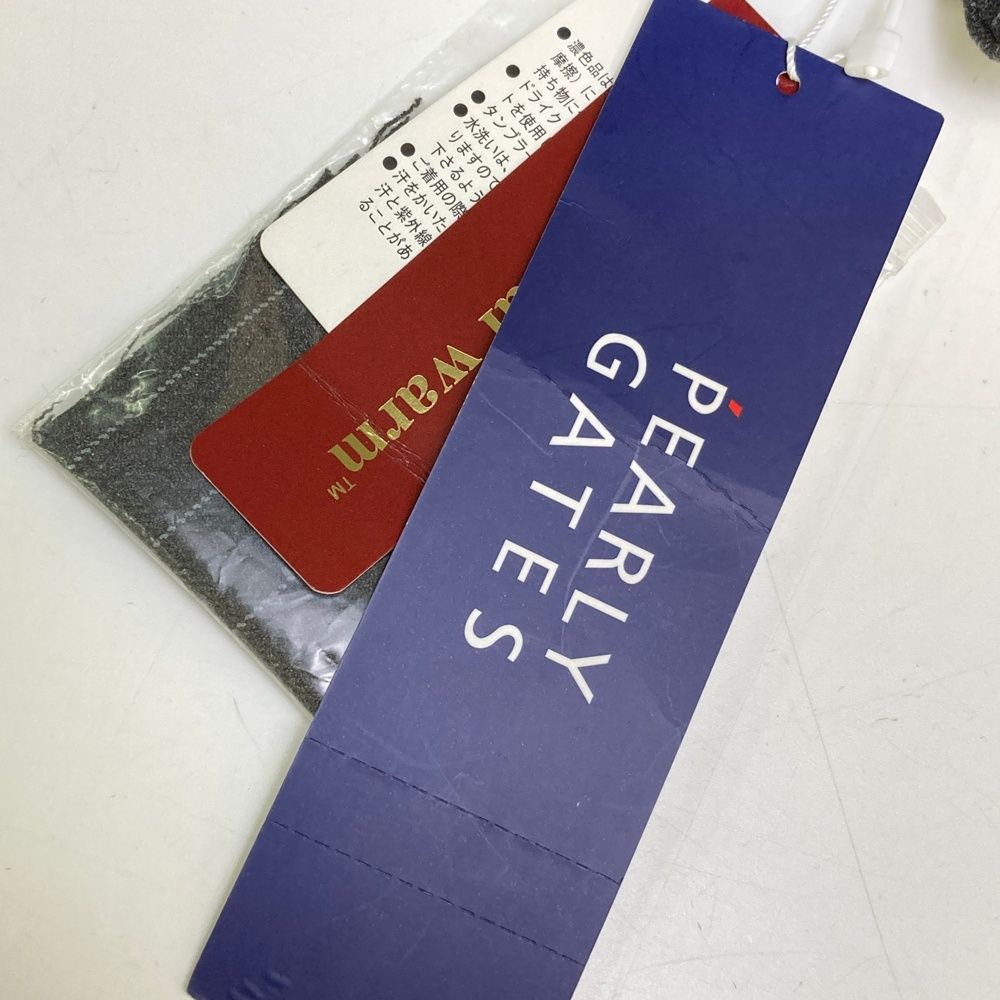 PEARLY
GATES
warm™
● 濃色品は
摩擦)に
持ち物に
● ドライク
トを使用
● タンブラー
● 水洗いは、
りますので
下さるよう
● ご着用の際
● 汗をかいた
汗と紫外線
ることがあ